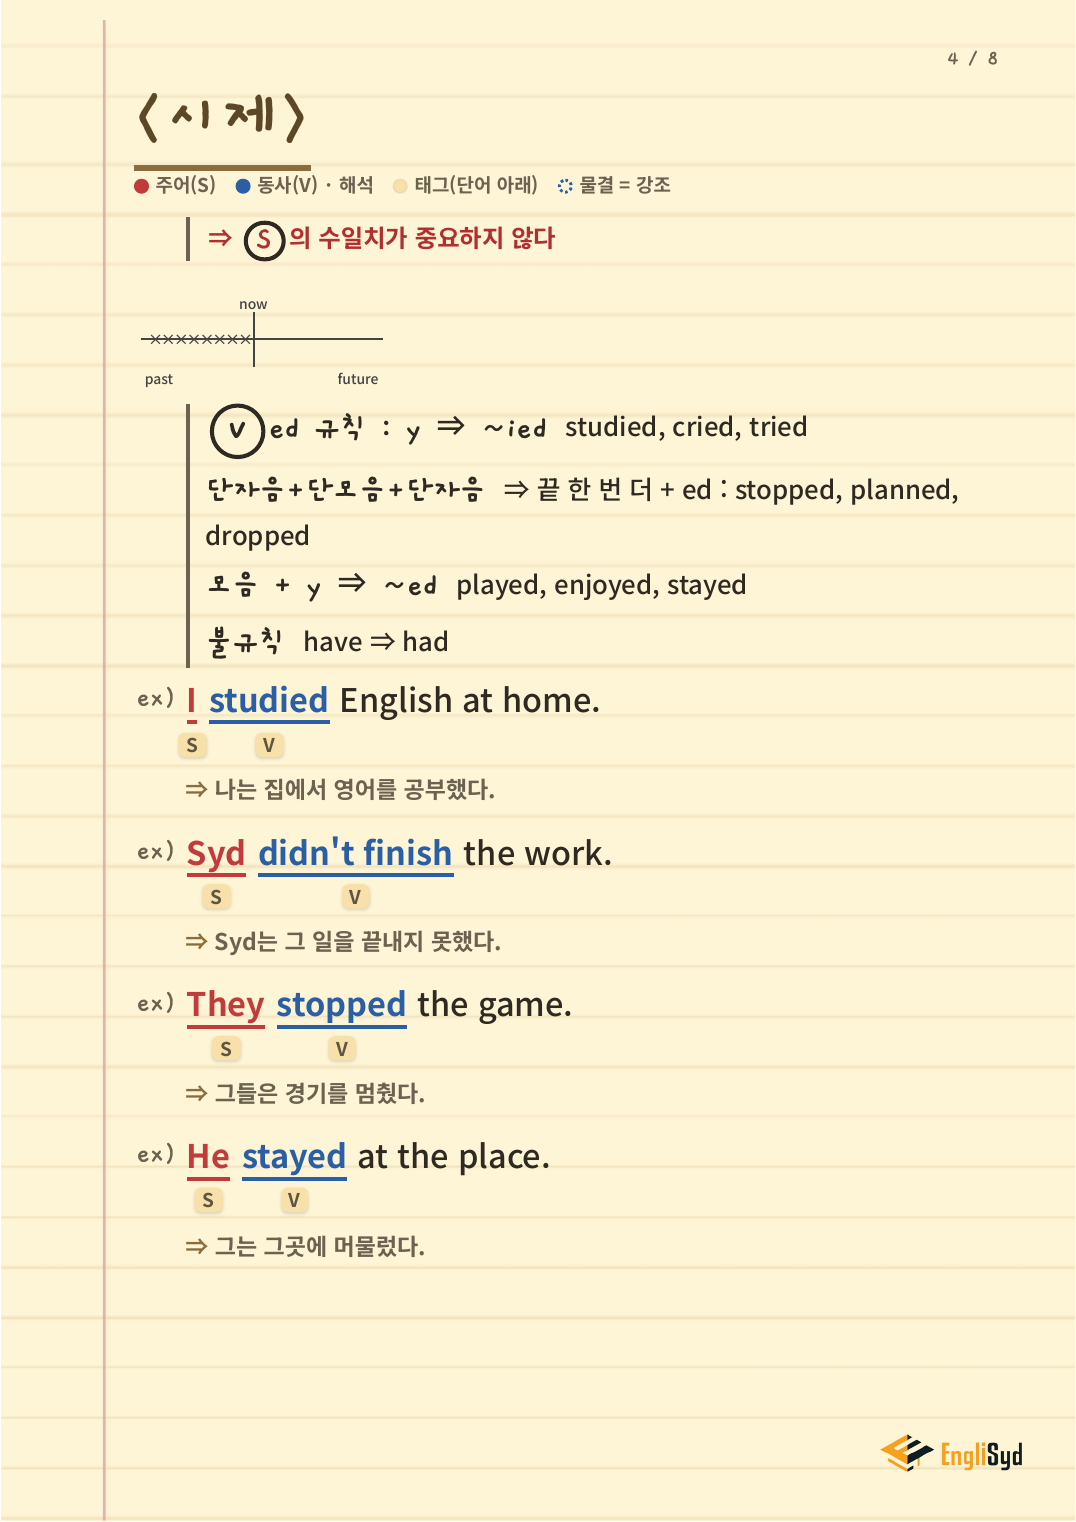 4 / 8
<시제>
주어(S) 동사(V) · 해석 태그(단어 아래) 물결 = 강조
⇒ S의 수일치가 중요하지 않다
now
×××××××××
past future
V ed 규칙 : y ⇒ ~ied studied, cried, tried
단자음+단모음+단자음 ⇒ 끝 한 번 더 + ed : stopped, planned,
dropped
모음 + y ⇒ ~ed played, enjoyed, stayed
불규칙 have ⇒ had
ex) I studied English at home.
S V
⇒ 나는 집에서 영어를 공부했다.
ex) Syd didn't finish the work.
S V
⇒ Syd는 그 일을 끝내지 못했다.
ex) They stopped the game.
S V
⇒ 그들은 경기를 멈췄다.
ex) He stayed at the place.
S V
⇒ 그는 그곳에 머물렀다.
EngliSyd